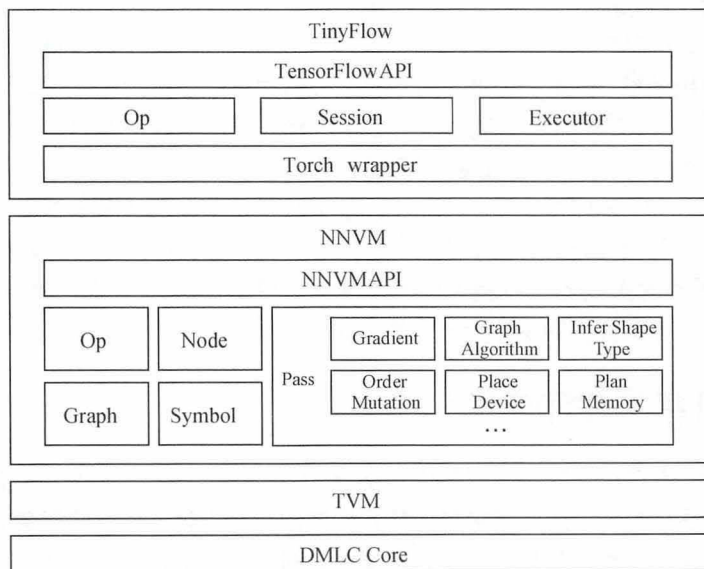 TinyFlow
TensorFlowAPI
Op Session Executor
Torch wrapper
NNVM
NNVMAPI
Op Node
Graph Symbol
Pass
Gradient
Graph
Algorithm
Infer Shape
Type
Order
Mutation
Place
Device
Plan
Memory
...
TVM
DMLC Core